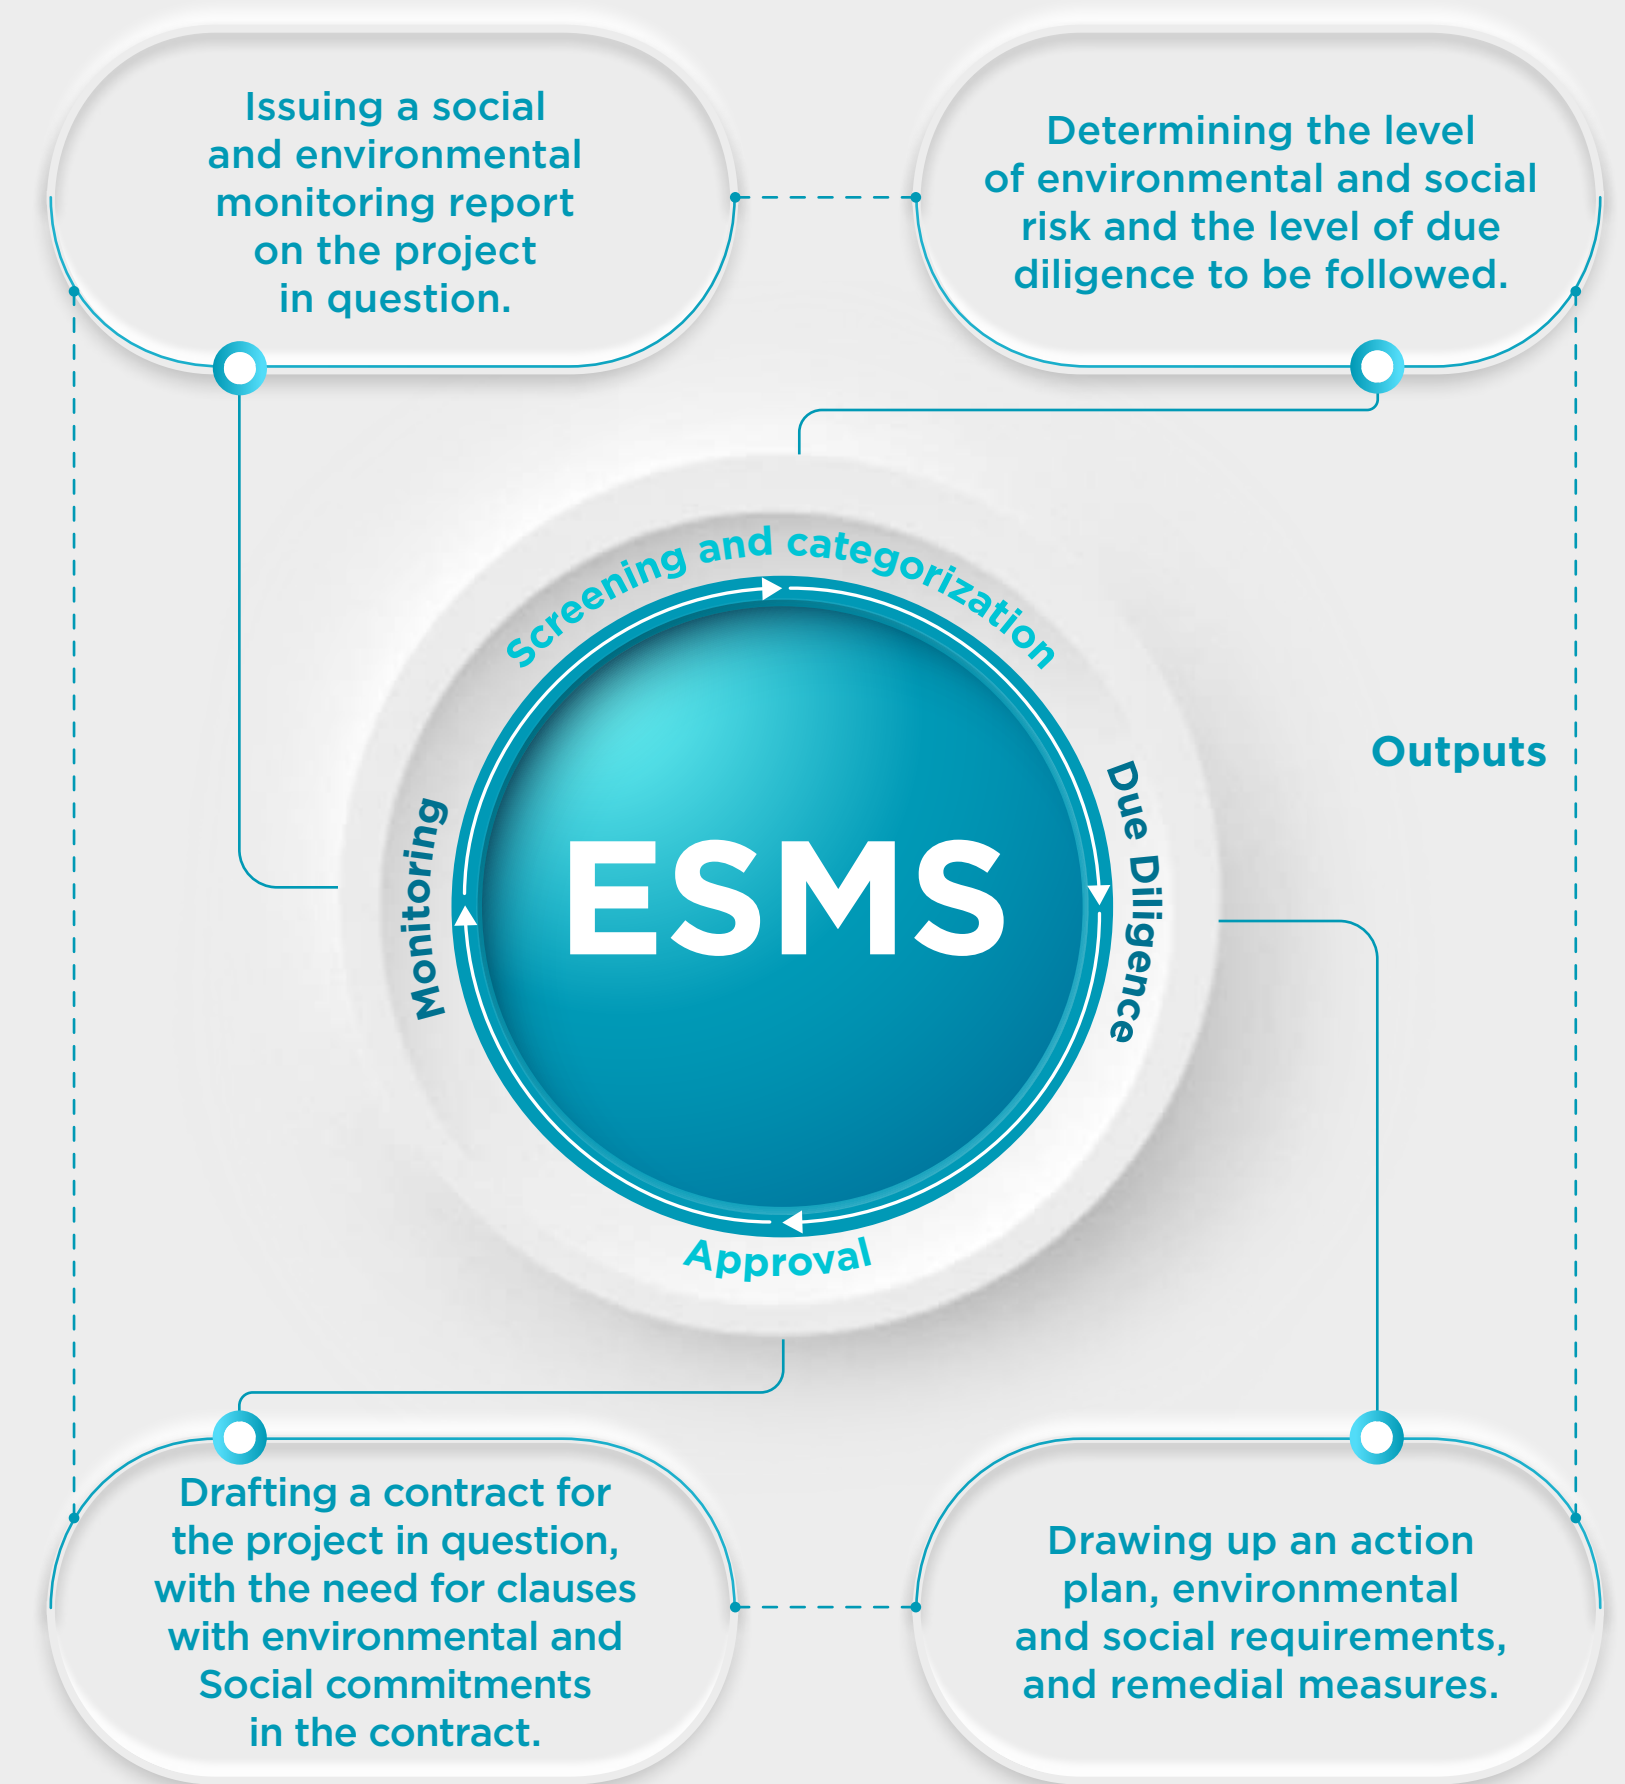 Issuing a social
and environmental
monitoring report
on the project
in question.
Determining the level
of environmental and social
risk and the level of due
diligence to be followed.
Screening and categorization
Outputs
Due Diligence
Monitoring
ESMS
Approval
Drafting a contract for
the project in question,
with the need for clauses
with environmental and
Social commitments
in the contract.
Drawing up an action
plan, environmental
and social requirements,
and remedial measures.